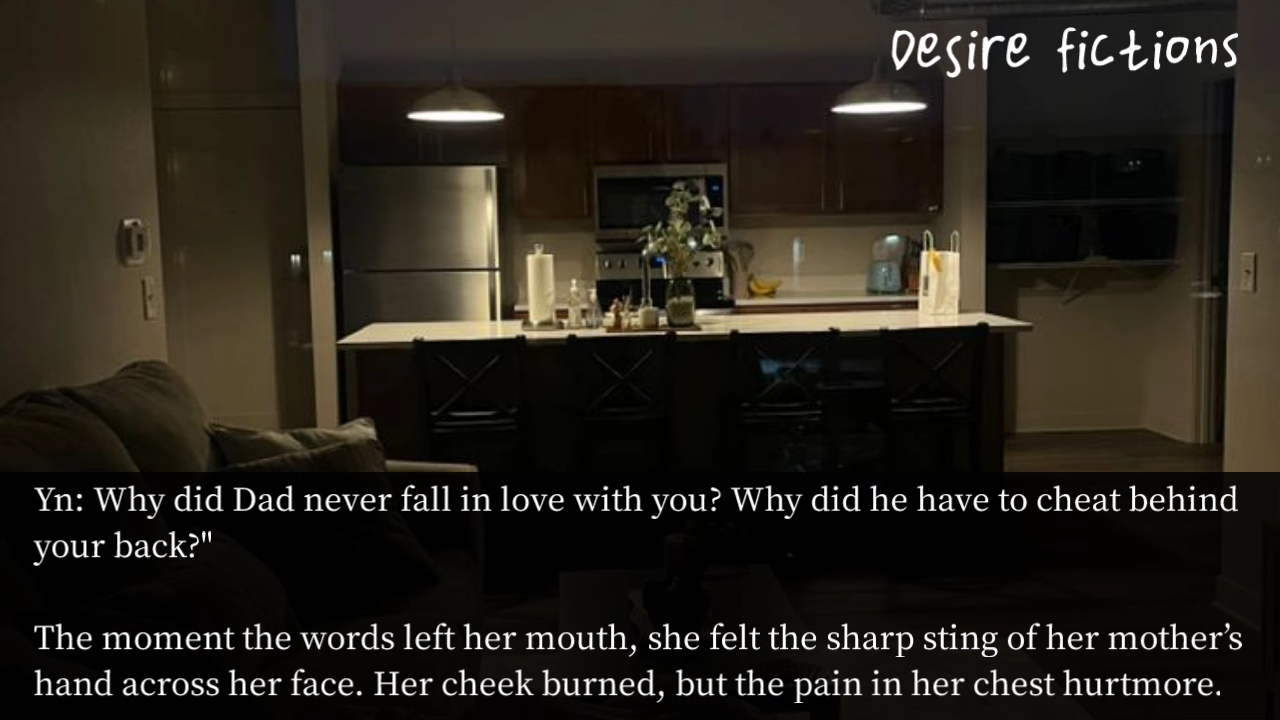 Desire fictions
Yn: Why did Dad never fall in love with you? Why did he have to cheat behind
your back?"
The moment the words left her mouth, she felt the sharp sting of her mother’s
hand across her face. Her cheek burned, but the pain in her chest hurtmore.